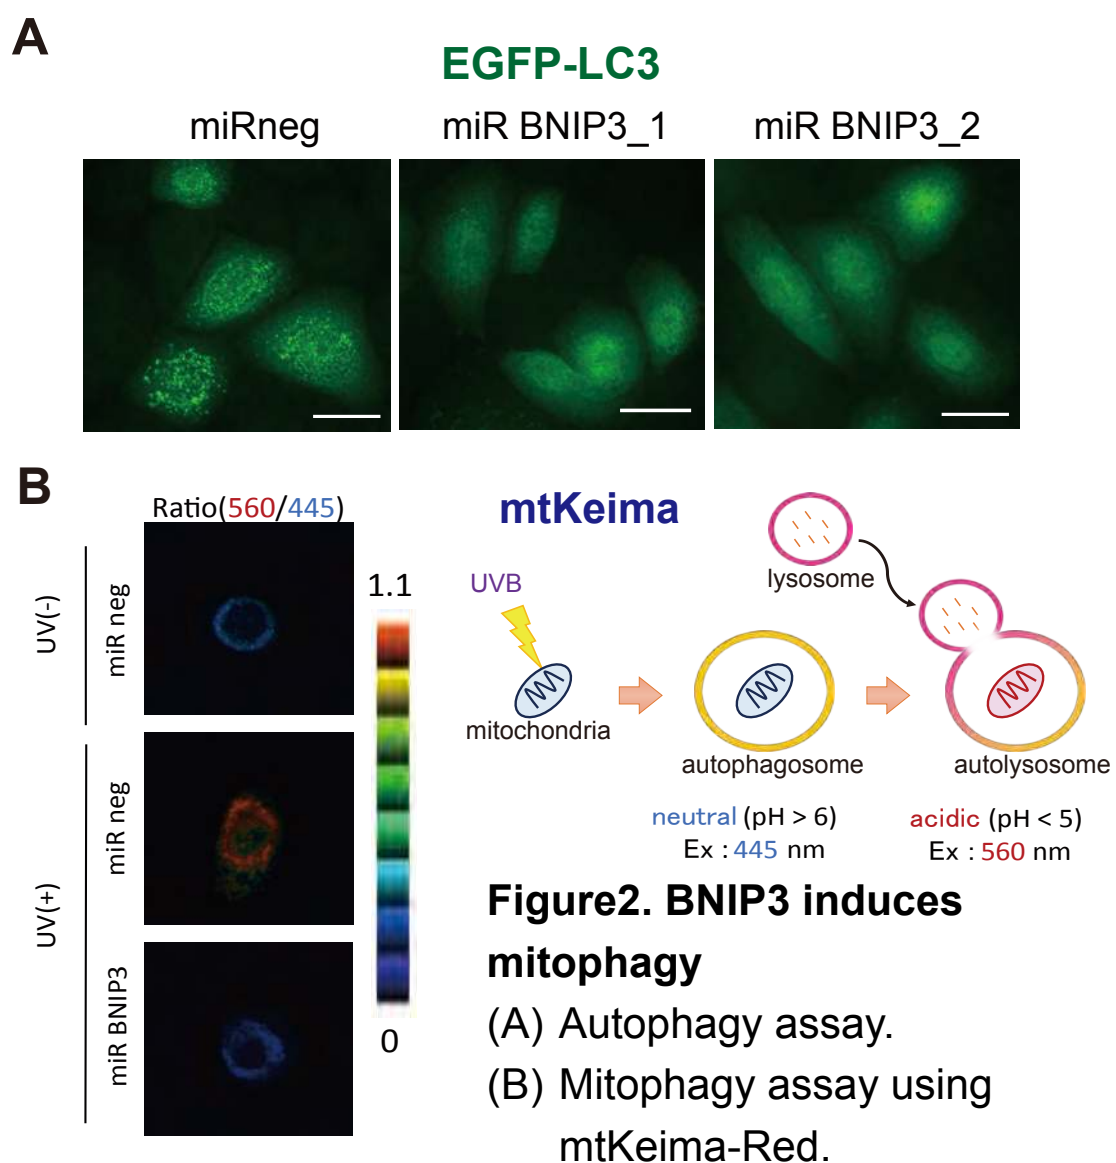 A
EGFP-LC3
miRneg
miR BNIP3_1
miR BNIP3_2
B
Ratio(560/445)
UV(-)
miR neg
UV(+)
miR neg
miR BNIP3
1.1
0
mtKeima
UVB
mitochondria
lysosome
autophagosome
autolysosome
neutral (pH > 6)
Ex : 445 nm
acidic (pH < 5)
Ex : 560 nm
Figure2. BNIP3 induces
mitophagy
(A) Autophagy assay.
(B) Mitophagy assay using
mtKeima-Red.